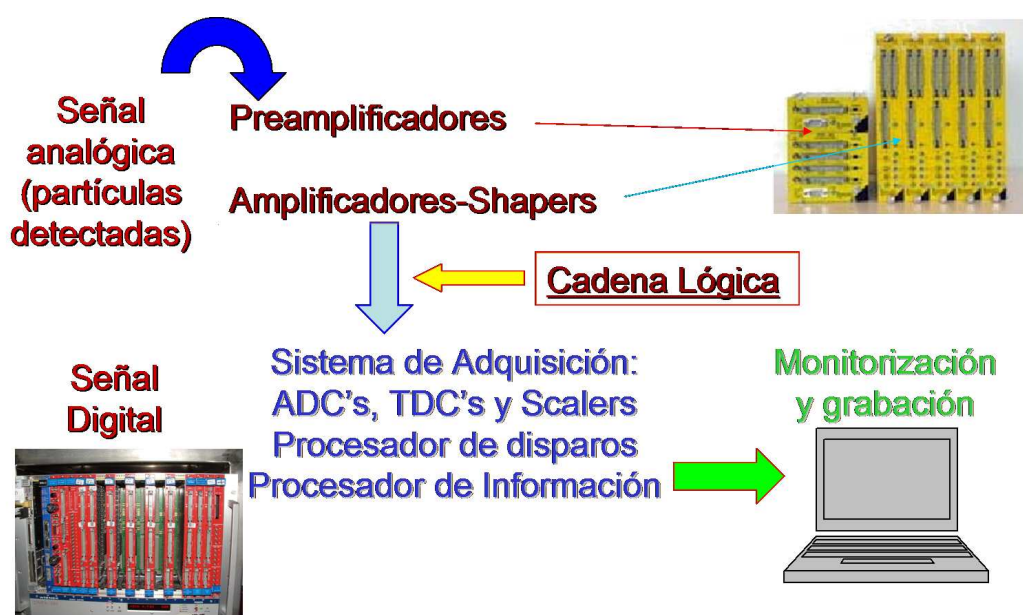 Señal
analógica
(partículas
detectadas)
Preamplificadores
Amplificadores-Shapers
Cadena Lógica
Señal
Digital
Sistema de Adquisición:
ADC's, TDC's y Scalers
Procesador de disparos
Procesador de Información
Monitorización
y grabación